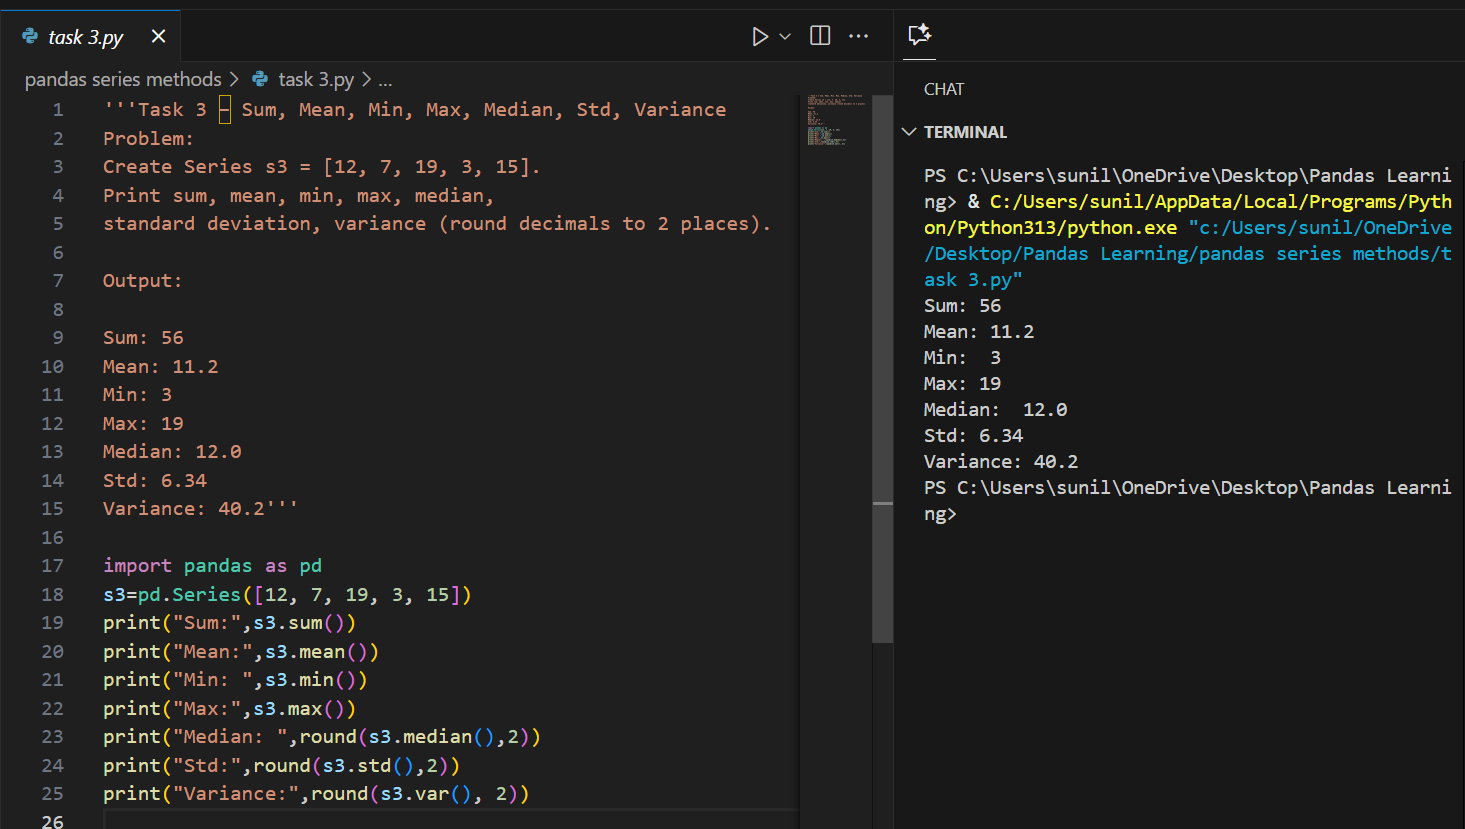 task 3.py
pandas series methods > task 3.py > ...
1 '''Task 3 – Sum, Mean, Min, Max, Median, Std, Variance
2 Problem:
3 Create Series s3 = [12, 7, 19, 3, 15].
4 Print sum, mean, min, max, median,
5 standard deviation, variance (round decimals to 2 places).
6
7 Output:
8
9 Sum: 56
10 Mean: 11.2
11 Min: 3
12 Max: 19
13 Median: 12.0
14 Std: 6.34
15 Variance: 40.2'''
16
17 import pandas as pd
18 s3=pd.Series([12, 7, 19, 3, 15])
19 print("Sum:",s3.sum())
20 print("Mean:",s3.mean())
21 print("Min: ",s3.min())
22 print("Max:",s3.max())
23 print("Median: ",round(s3.median(),2))
24 print("Std:",round(s3.std(),2))
25 print("Variance:",round(s3.var(), 2))
26
CHAT
TERMINAL
PS C:\Users\sunil\OneDrive\Desktop\Pandas Learni
ng> & C:/Users/sunil/AppData/Local/Programs/Pyth
on/Python313/python.exe "c:/Users/sunil/OneDrive
/Desktop/Pandas Learning/pandas series methods/t
ask 3.py"
Sum: 56
Mean: 11.2
Min:  3
Max: 19
Median:  12.0
Std: 6.34
Variance: 40.2
PS C:\Users\sunil\OneDrive\Desktop\Pandas Learni
ng>